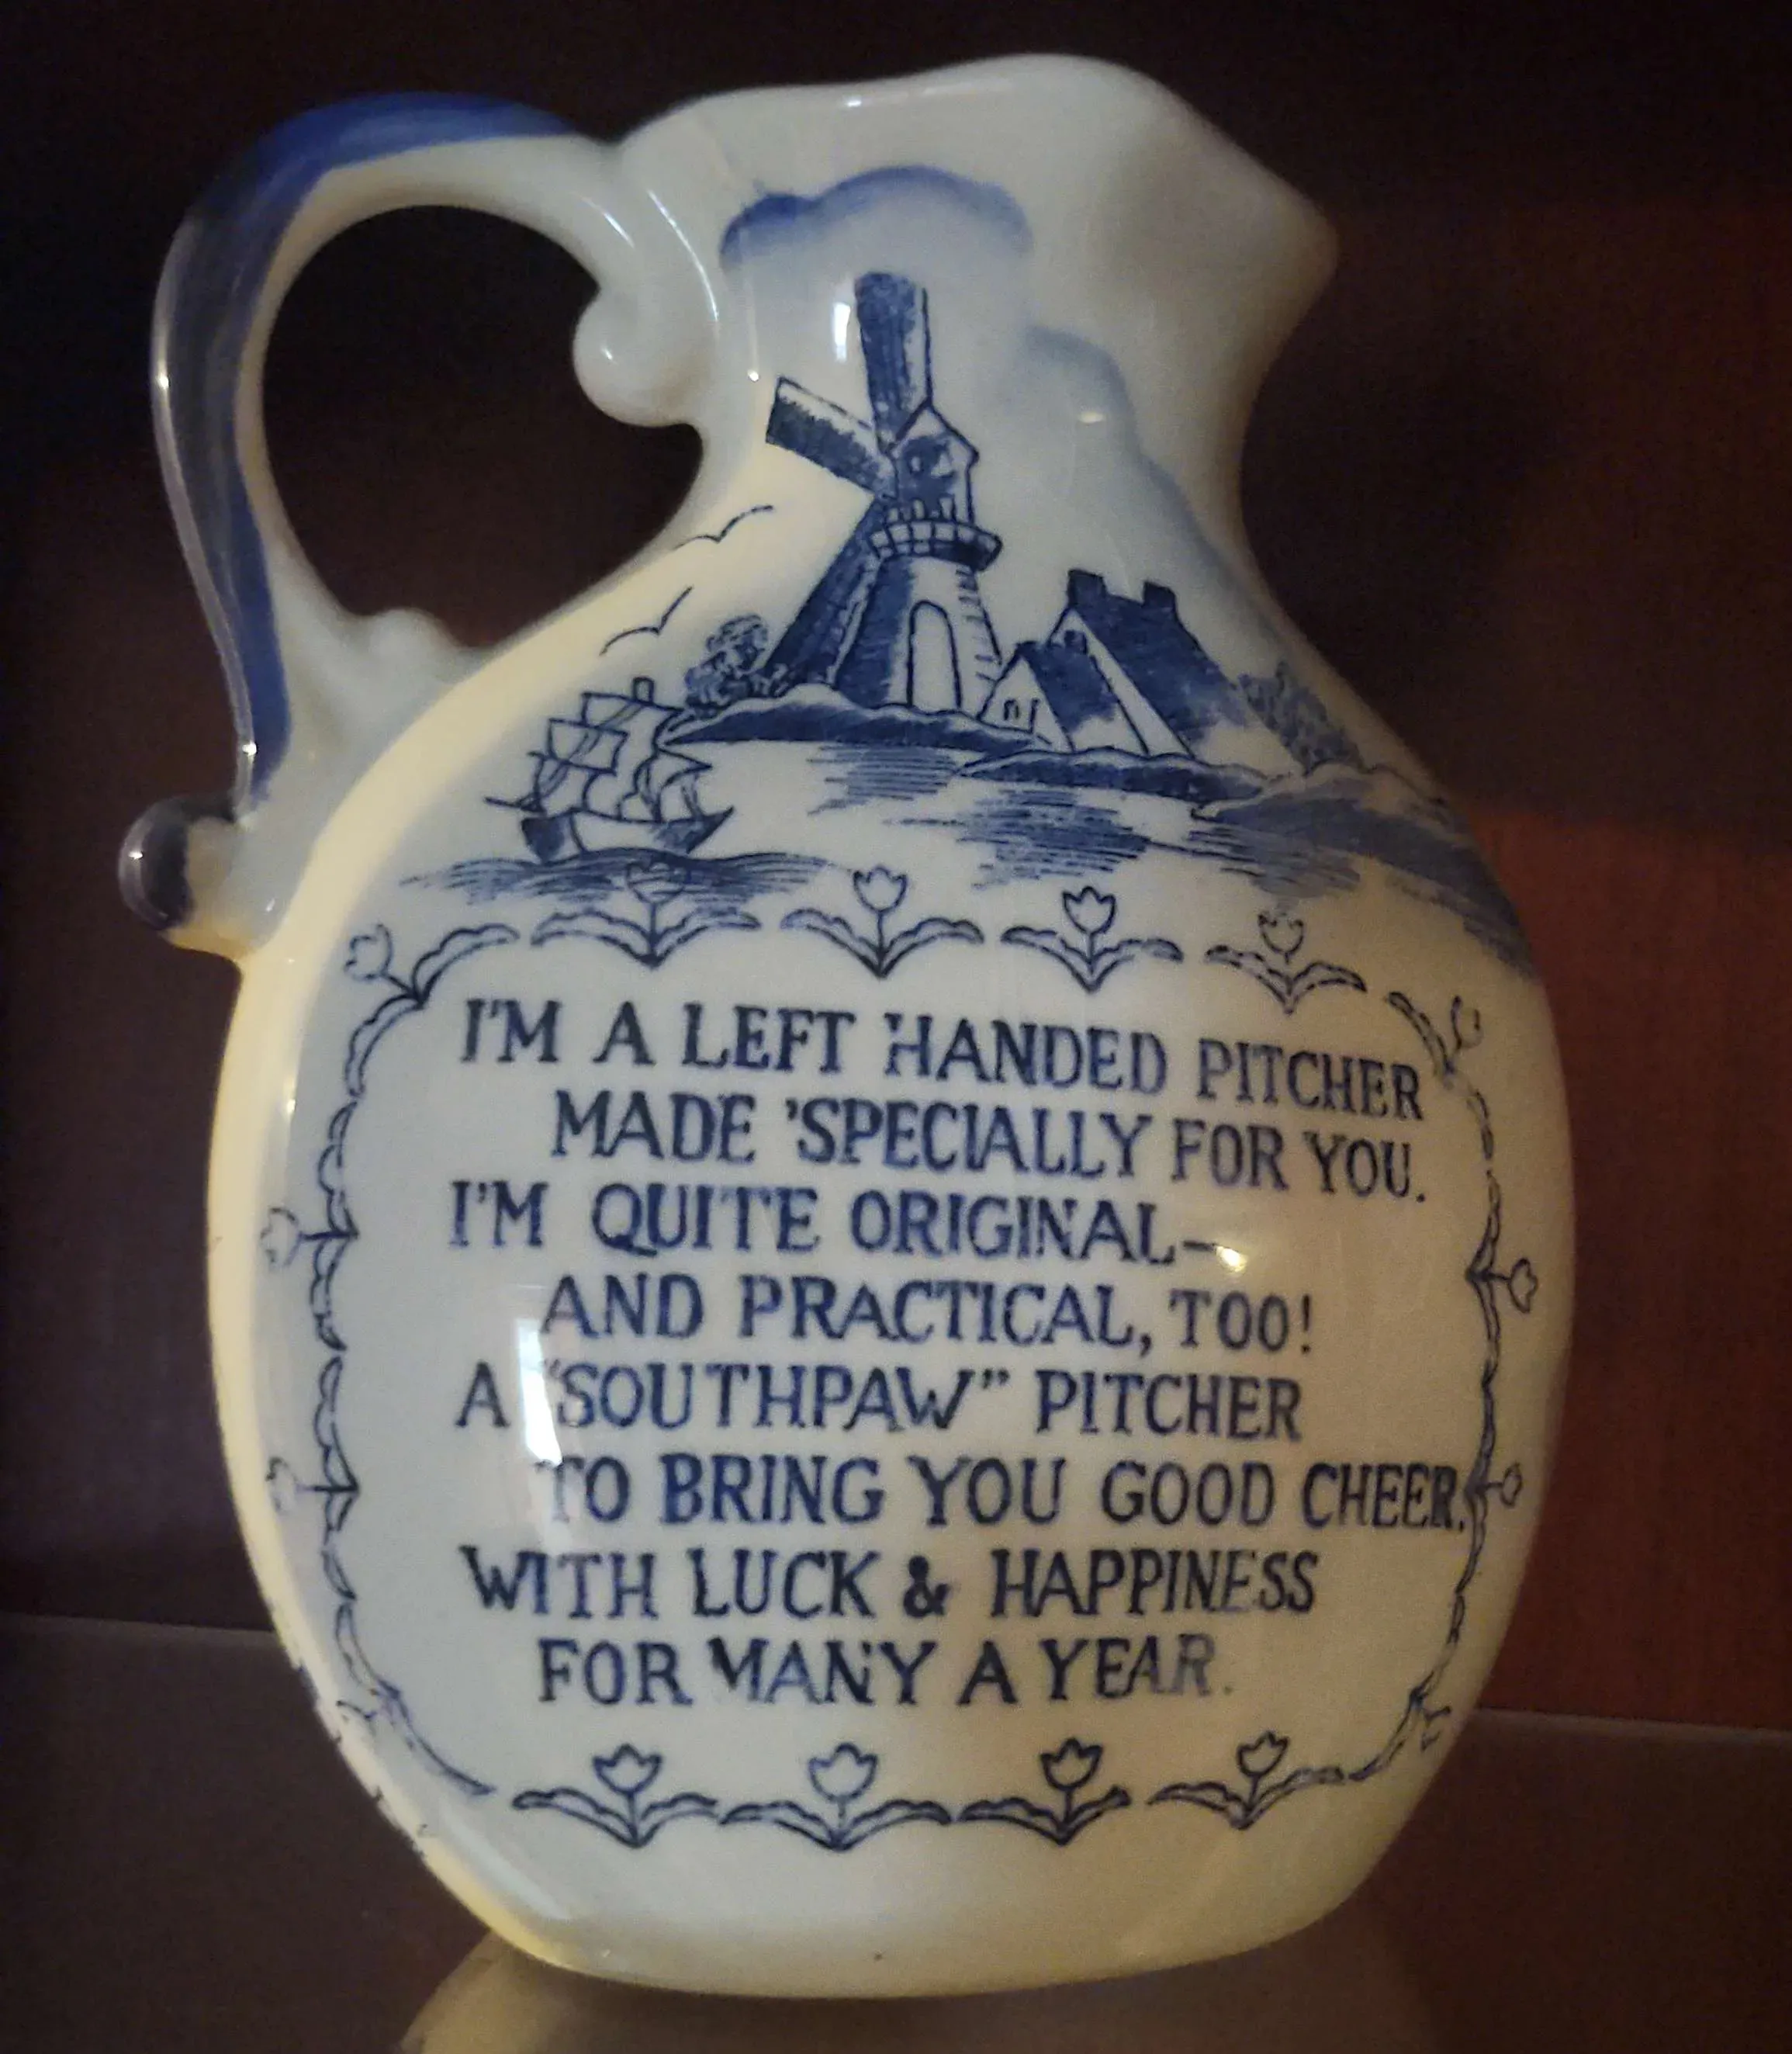 I'M A LEFT HANDED PITCHER
MADE 'SPECIALLY FOR YOU.
I'M QUITE ORIGINAL-
AND PRACTICAL, TOO!
A "SOUTHPAW" PITCHER
TO BRING YOU GOOD CHEER.
WITH LUCK & HAPPINESS
FOR MANY A YEAR.